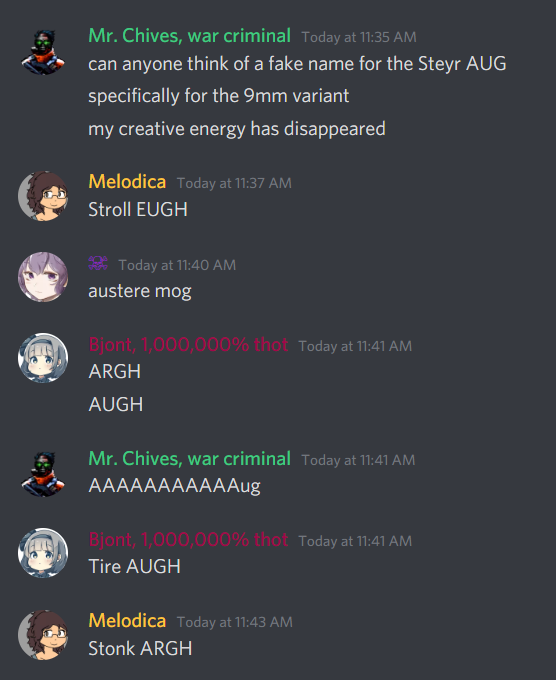 Mr. Chives, war criminal Today at 11:35 AM
can anyone think of a fake name for the Steyr AUG
specifically for the 9mm variant
my creative energy has disappeared
Melodica Today at 11:37 AM
Stroll EUGH
☠ Today at 11:40 AM
austere mog
Bjont, 1,000,000% thot Today at 11:41 AM
ARGH
AUGH
Mr. Chives, war criminal Today at 11:41 AM
AAAAAAAAAAAug
Bjont, 1,000,000% thot Today at 11:41 AM
Tire AUGH
Melodica Today at 11:43 AM
Stonk ARGH